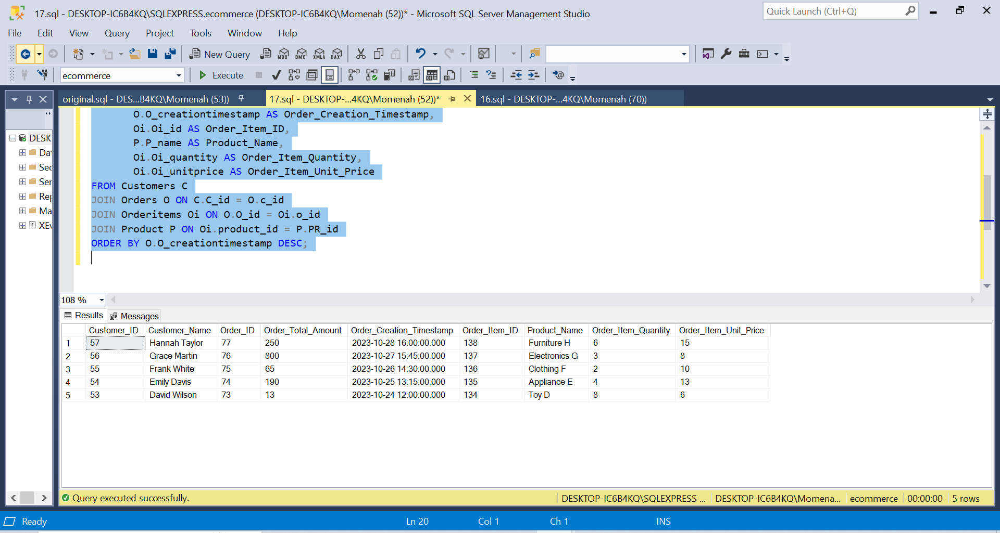 17.sql - DESKTOP-IC6B4KQ\SQLEXPRESS.ecommerce (DESKTOP-IC6B4KQ\Momenah (52))* - Microsoft SQL Server Management Studio
Quick Launch (Ctrl+Q)
File Edit View Query Project Tools Window Help
New Query MDX DMX XMLA DAX
ecommerce Execute
original.sql - DES...B4KQ\Momenah (53)) 17.sql - DESKTOP-...4KQ\Momenah (52))* 16.sql - DESKTOP-...4KQ\Momenah (70))
DESK
Dat
Sec
Ser
Rep
Ma
XEv
O.O_creationtimestamp AS Order_Creation_Timestamp,
Oi.Oi_id AS Order_Item_ID,
P.P_name AS Product_Name,
Oi.Oi_quantity AS Order_Item_Quantity,
Oi.Oi_unitprice AS Order_Item_Unit_Price
FROM Customers C
JOIN Orders O ON C.C_id = O.c_id
JOIN Orderitems Oi ON O.O_id = Oi.o_id
JOIN Product P ON Oi.product_id = P.PR_id
ORDER BY O.O_creationtimestamp DESC;
108 %
Results Messages
Customer_ID Customer_Name Order_ID Order_Total_Amount Order_Creation_Timestamp Order_Item_ID Product_Name Order_Item_Quantity Order_Item_Unit_Price
1 57 Hannah Taylor 77 250 2023-10-28 16:00:00.000 138 Furniture H 6 15
2 56 Grace Martin 76 800 2023-10-27 15:45:00.000 137 Electronics G 3 8
3 55 Frank White 75 65 2023-10-26 14:30:00.000 136 Clothing F 2 10
4 54 Emily Davis 74 190 2023-10-25 13:15:00.000 135 Appliance E 4 13
5 53 David Wilson 73 13 2023-10-24 12:00:00.000 134 Toy D 8 6
Query executed successfully. DESKTOP-IC6B4KQ\SQLEXPRESS ... DESKTOP-IC6B4KQ\Momena... ecommerce 00:00:00 5 rows
Ready Ln 20 Col 1 Ch 1 INS